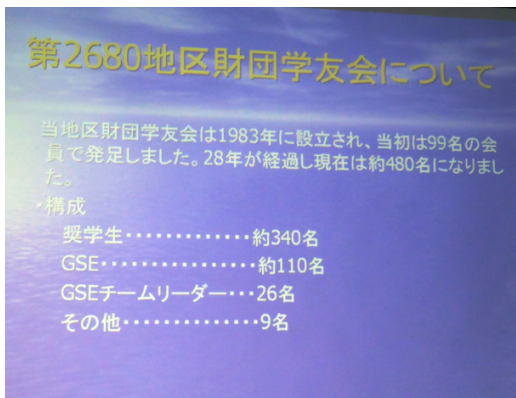 第2680地区財団学友会について
当地区財団学友会は1983年に設立され、当初は99名の会
員で発足しました。28年が経過し現在は約480名になりまし
た。
・構成
奨学生・・・・・・・・・・・・・約340名
GSE・・・・・・・・・・・・・・・・約110名
GSEチームリーダー・・・26名
その他・・・・・・・・・・・・・・9名